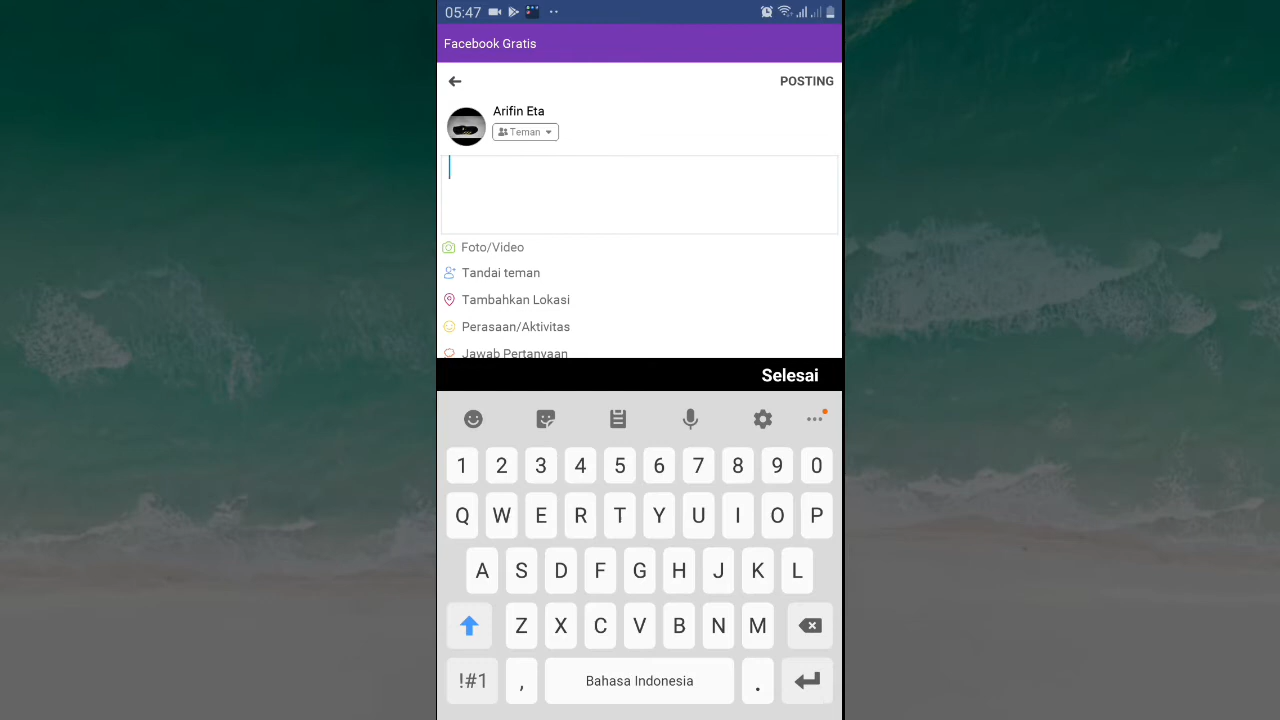 05:47
Facebook Gratis
POSTING
Arifin Eta
Teman
Foto/Video
Tandai teman
Tambahkan Lokasi
Perasaan/Aktivitas
Jawab Pertanyaan
Selesai
1 2 3 4 5 6 7 8 9 0
Q W E R T Y U I O P
A S D F G H J K L
Z X C V B N M
!#1 , Bahasa Indonesia .